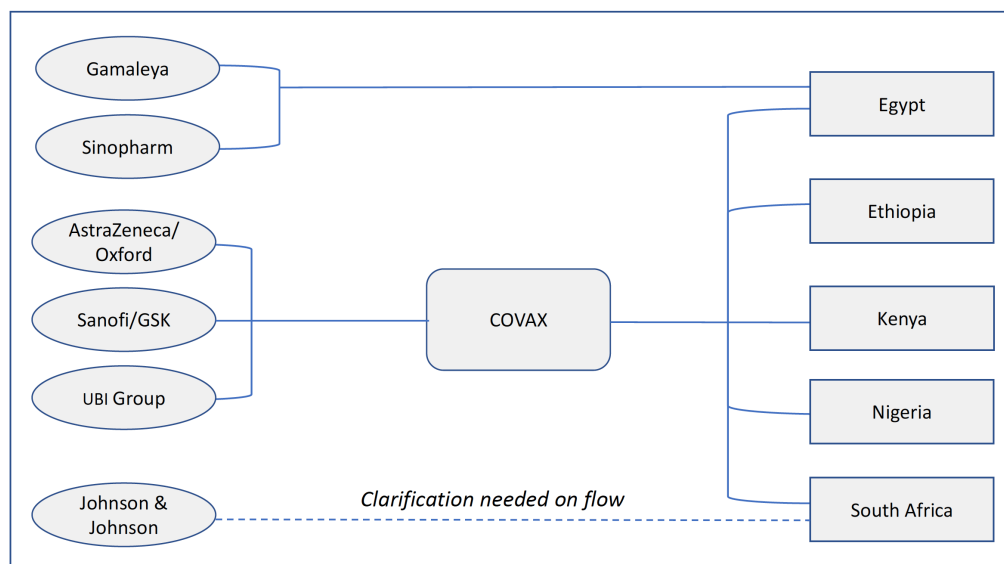 Gamaleya
Sinopharm
AstraZeneca/
Oxford
Sanofi/GSK
UBI Group
Johnson &
Johnson
COVAX
Clarification needed on flow
Egypt
Ethiopia
Kenya
Nigeria
South Africa